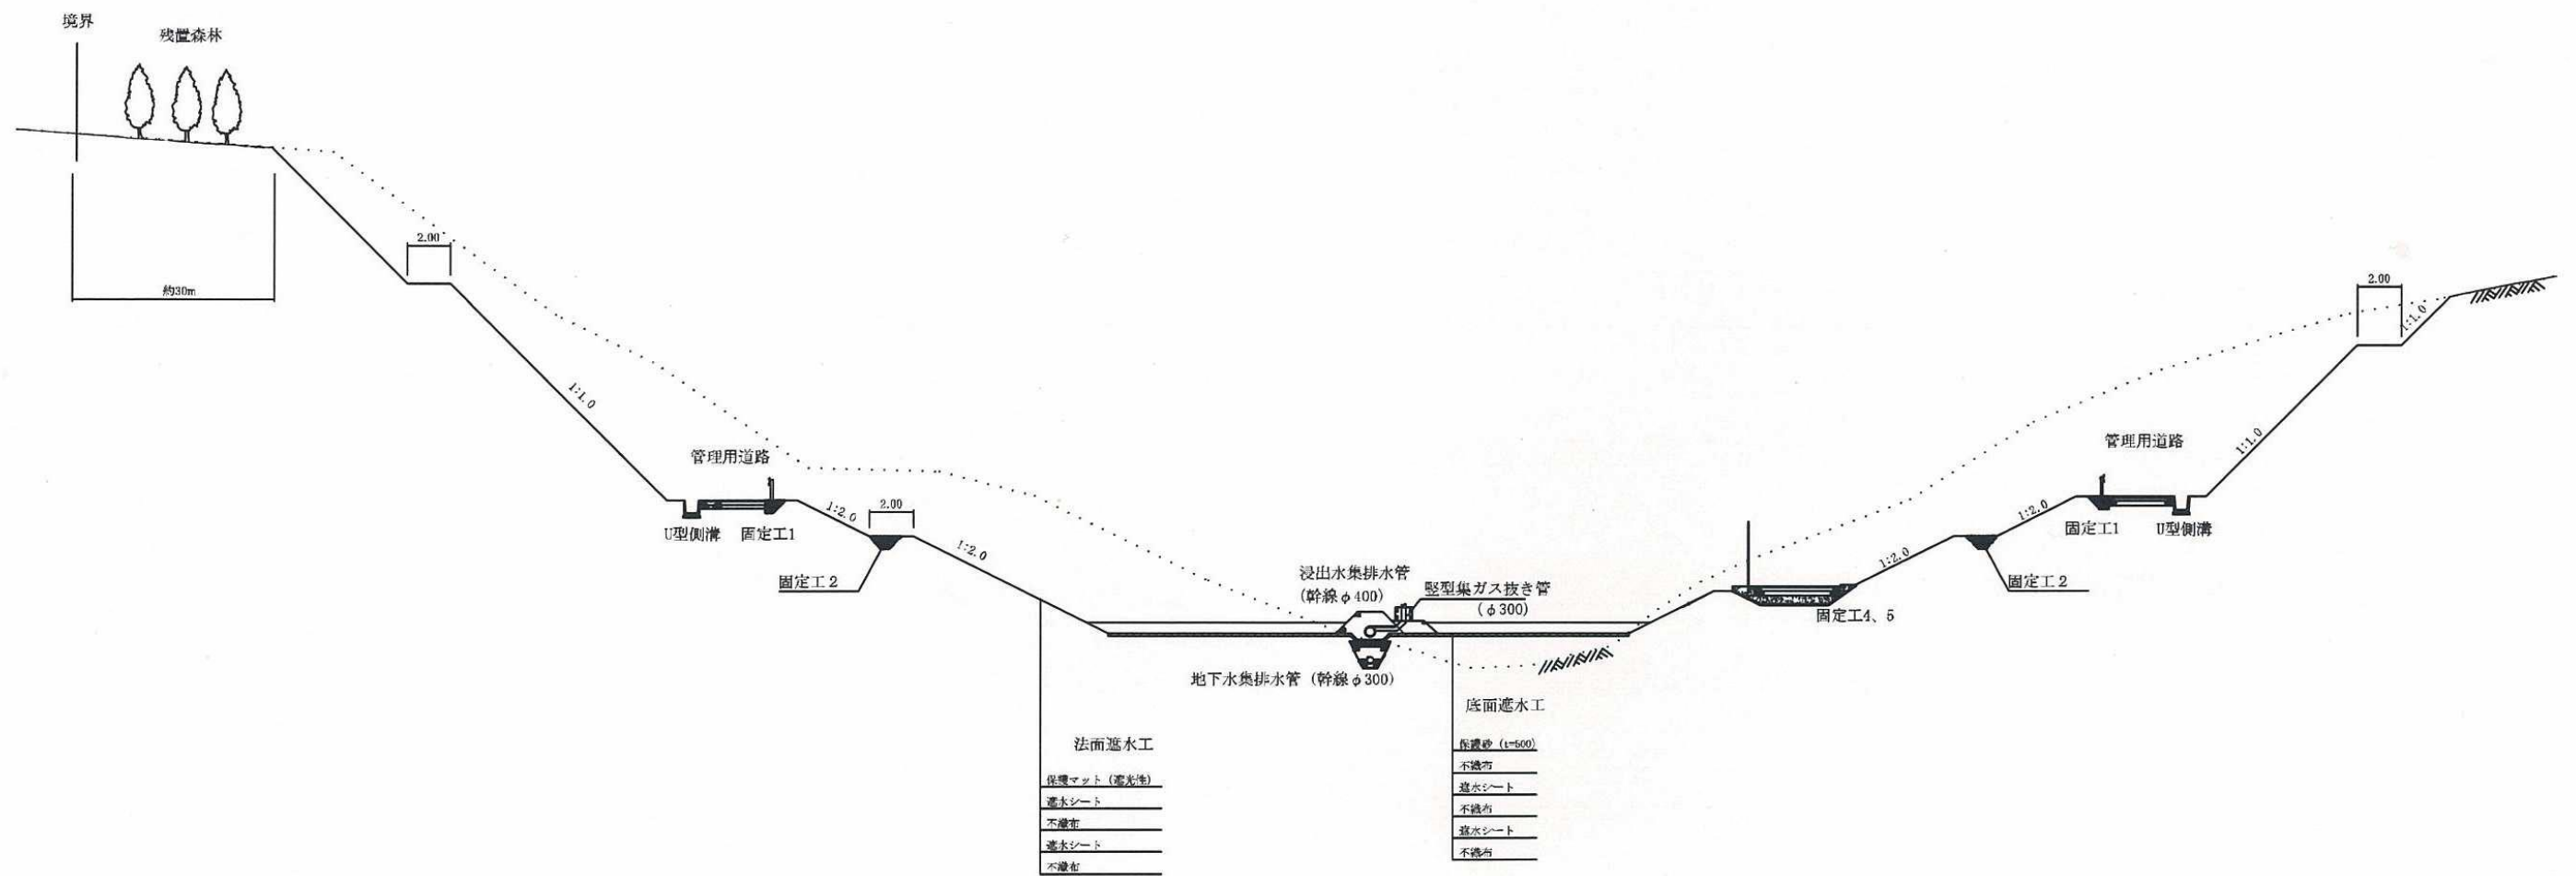 境界
残置森林
約30m
2.00
1:1.0
管理用道路
U型側溝
固定工1
1:2.0
2.00
固定工2
1:2.0
浸出水集排水管
(幹線φ400)
竪型集ガス抜き管
(φ300)
地下水集排水管 (幹線φ300)
法面遮水工
保護マット (遮光性)
遮水シート
不織布
遮水シート
不織布
底面遮水工
保護砂 (t=500)
不織布
遮水シート
不織布
遮水シート
不織布
固定工4、5
1:2.0
固定工2
1:2.0
管理用道路
固定工1
U型側溝
1:1.0
2.00
1:1.0